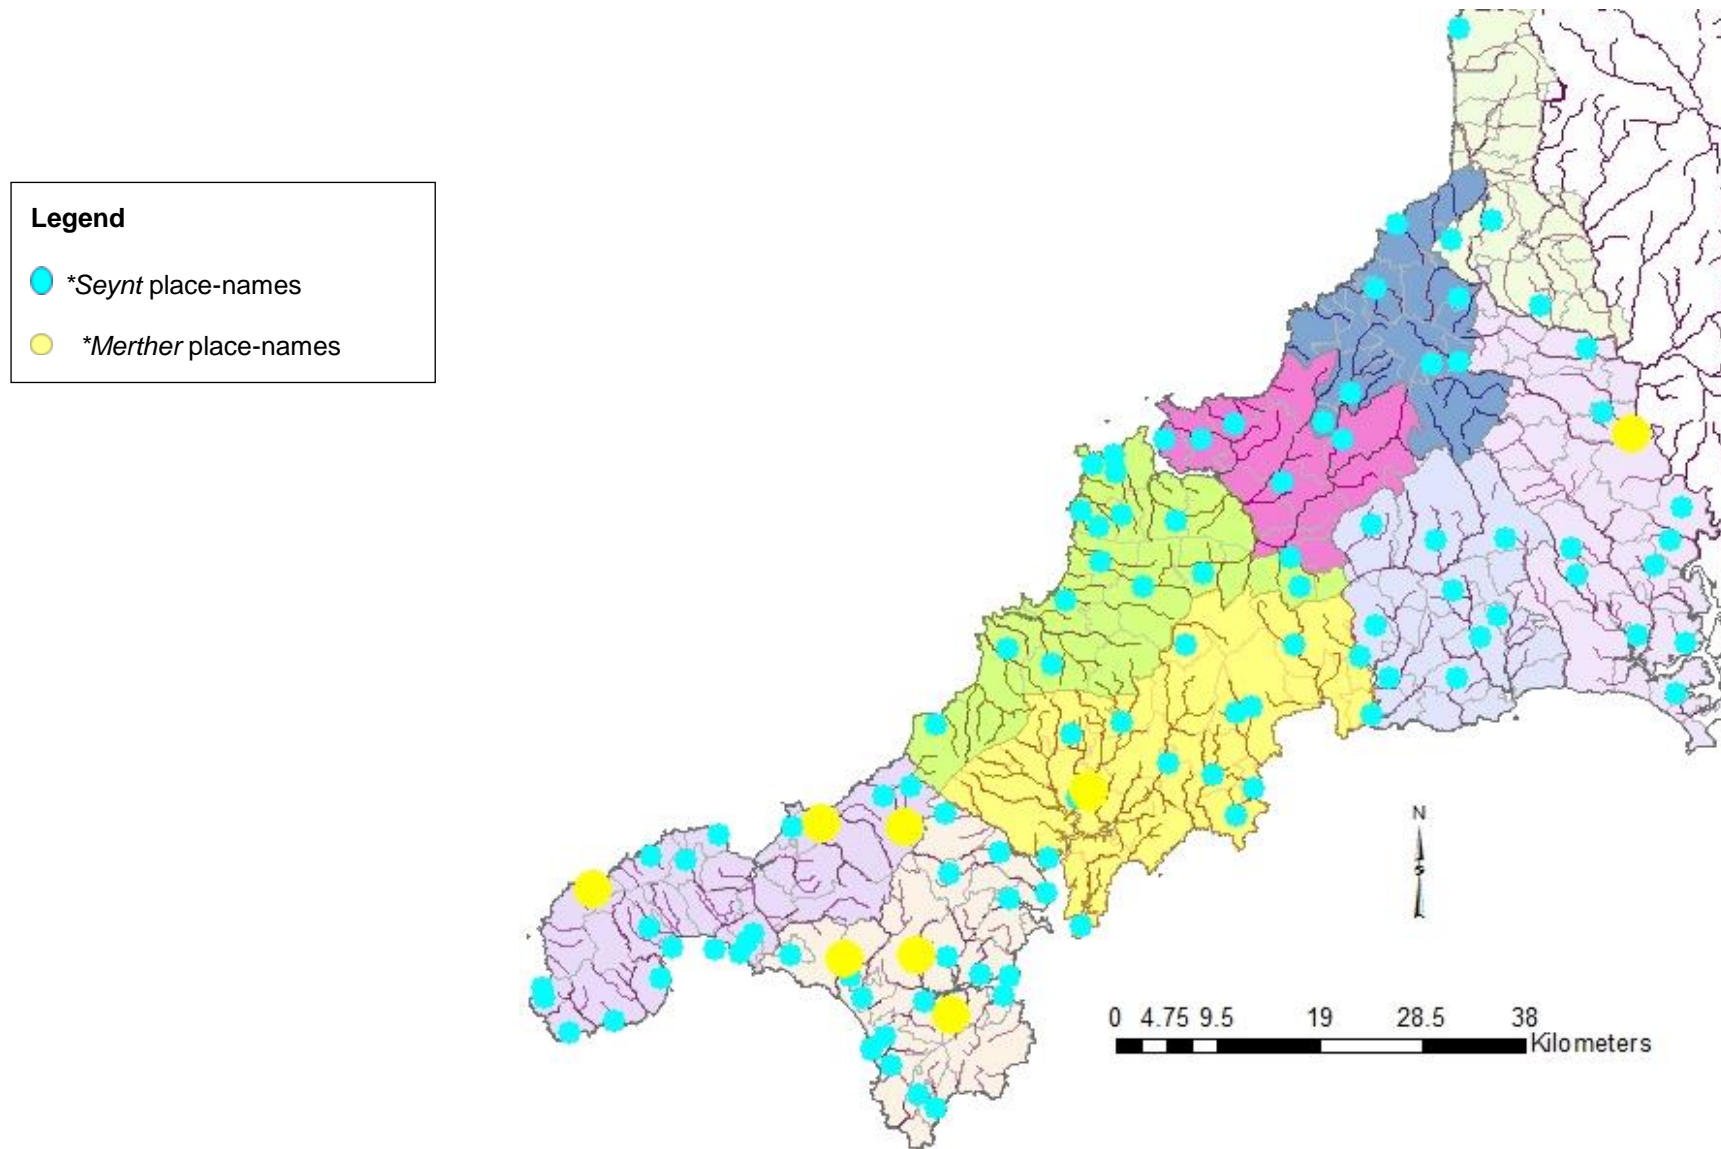 Legend
*Seynt place-names
*Merther place-names
N
S
0 4.75 9.5 19 28.5 38
Kilometers